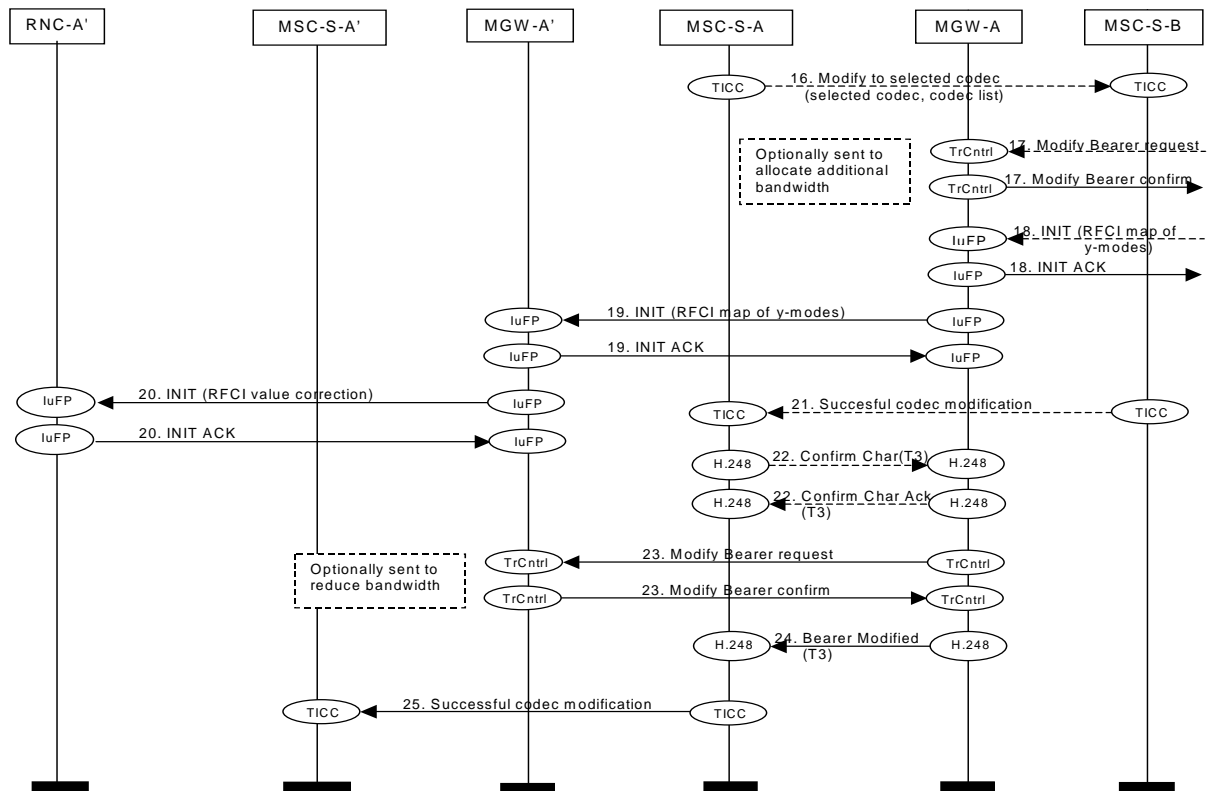 RNC-A' MSC-S-A' MGW-A' MSC-S-A MGW-A MSC-S-B
TICC 16. Modify to selected codec TICC
(selected codec, codec list)
Optionally sent to
allocate additional
bandwidth
TrCntrl 17. Modify Bearer request
TrCntrl 17. Modify Bearer confirm
IuFP 18. INIT (RFCI map of
y-modes)
IuFP 18. INIT ACK
IuFP 19. INIT (RFCI map of y-modes) IuFP
IuFP 19. INIT ACK IuFP
IuFP 20. INIT (RFCI value correction) IuFP
TICC 21. Succesful codec modification TICC
IuFP 20. INIT ACK IuFP
H.248 22. Confirm Char(T3) H.248
H.248 22. Confirm Char Ack H.248
(T3)
Optionally sent to
reduce bandwidth
TrCntrl 23. Modify Bearer request TrCntrl
TrCntrl 23. Modify Bearer confirm TrCntrl
H.248 24. Bearer Modified H.248
(T3)
TICC 25. Successful codec modification TICC